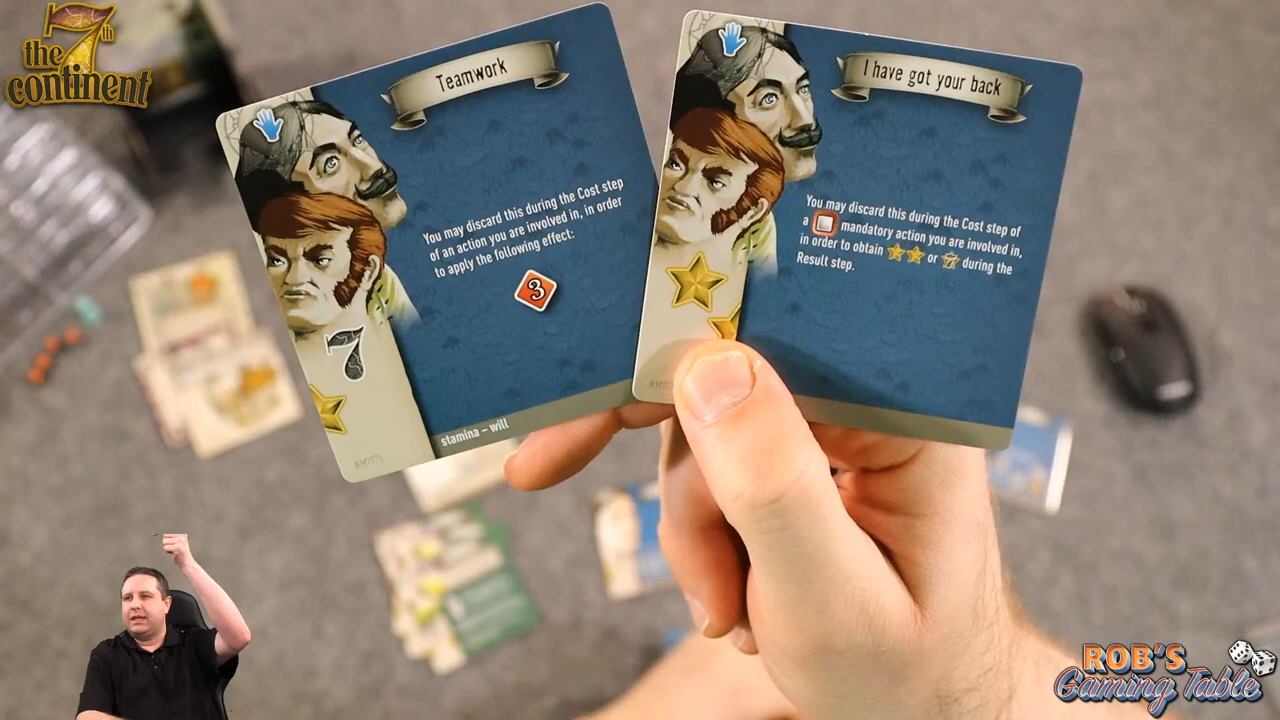 the 7th continent
Teamwork
You may discard this during the Cost step
of an action you are involved in, in order
to apply the following effect:
3
7
stamina – will
I have got your back
You may discard this during the Cost step of
a mandatory action you are involved in,
in order to obtain or 7 during the
Result step.
ROB'S
Gaming Table